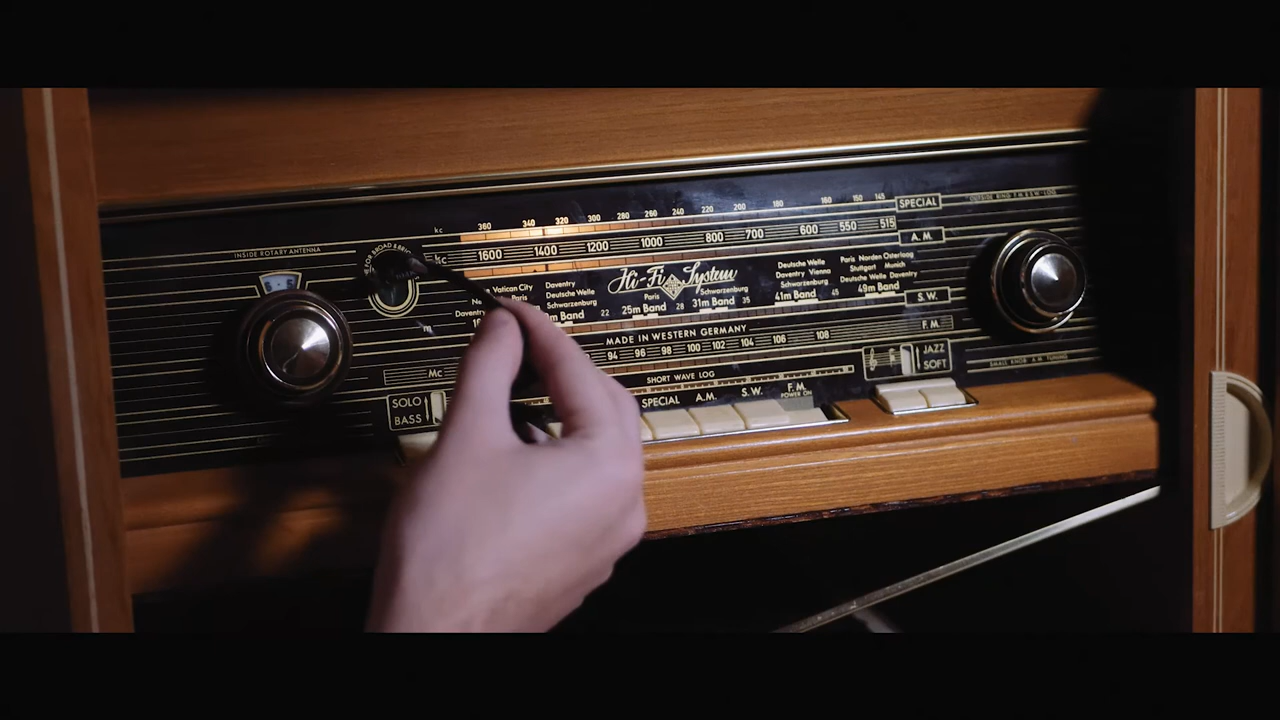 360 340 320 300 280 260 240 220 200 180 160 150 145
SPECIAL
kc
kc
1600 1400 1200 1000 800 700 600 550 515
A.M.
INSIDE ROTARY ANTENNA
Hi-Fi System
Vatican City
Paris
Daventry
Deutsche Welle
Schwarzenburg
Band
22
Paris
25m Band
28
Schwarzenburg
31m Band
35
Deutsche Welle
Daventry Vienna
Schwarzenburg
41m Band
45
Paris Norden Osterloog
Stuttgart Munich
Deutsche Welle Daventry
49m Band
S.W.
m
MADE IN WESTERN GERMANY
F.M.
Mc
94 96 98 100 102 104 106 108
SHORT WAVE LOG
SOLO
BASS
SPECIAL A.M. S.W. F.M.
POWER ON
JAZZ
SOFT
SMALL KNOB A.M. TUNING